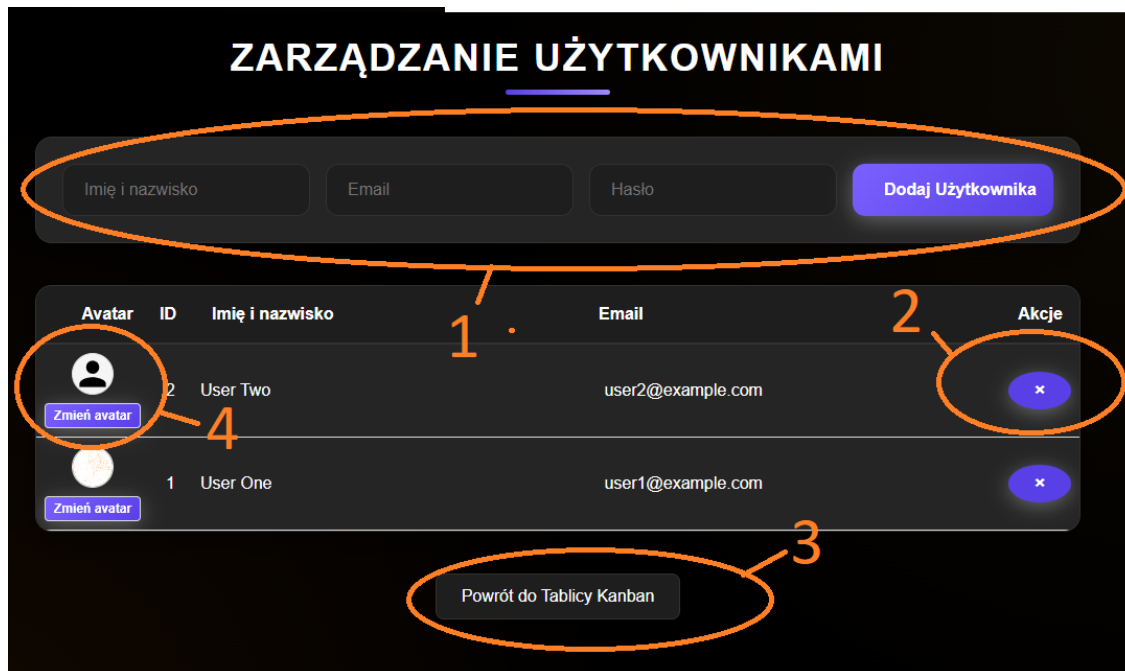 ZARZĄDZANIE UŻYTKOWNIKAMI
Imię i nazwisko Email Hasło Dodaj Użytkownika
1
2
Avatar ID Imię i nazwisko Email Akcje
2 User Two user2@example.com ×
Zmień avatar
4
1 User One user1@example.com ×
Zmień avatar
3
Powrót do Tablicy Kanban